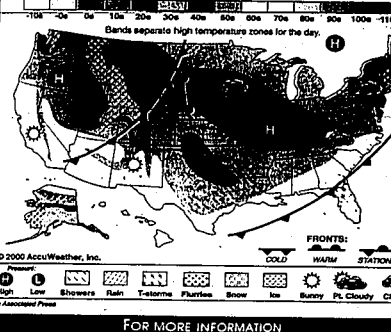 -10s -0s 0s 10s 20s 30s 40s 50s 60s 70s 80s 90s 100s
Bands separate high temperature zones for the day.
H
H
H
© 2000 AccuWeather, Inc.
FRONTS:
COLD WARM STATION
Pressure:
H L
High Low Showers Rain T-storms Flurries Snow Ice Sunny Pt. Cloudy
Associated Press
FOR MORE INFORMATION